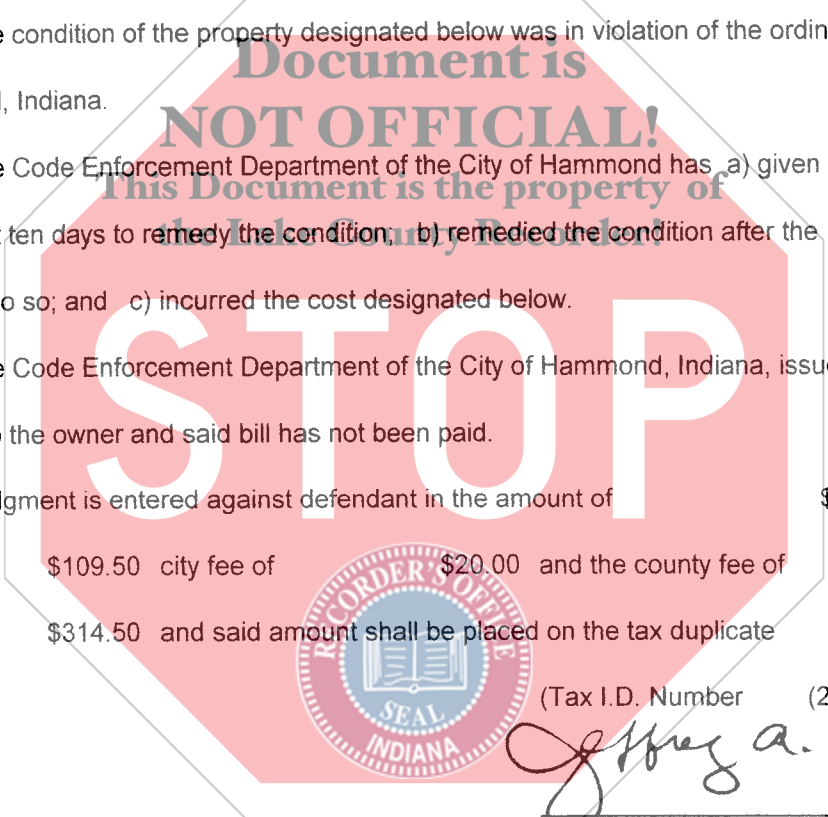 e condition of the property designated below was in violation of the ordin
Document is
, Indiana.
NOT OFFICIAL!
e Code Enforcement Department of the City of Hammond has a) given
This Document is the property of
ten days to remedy the condition; b) remedied the condition after the
the Lake County Recorder!
o so; and c) incurred the cost designated below.
STOP
e Code Enforcement Department of the City of Hammond, Indiana, issu
the owner and said bill has not been paid.
dgment is entered against defendant in the amount of $
$109.50 city fee of $20.00 and the county fee of
RECORDER'S OFFICE
$314.50 and said amount shall be placed on the tax duplicate
(Tax I.D. Number (2
SEAL
INDIANA
Jeffrey A.